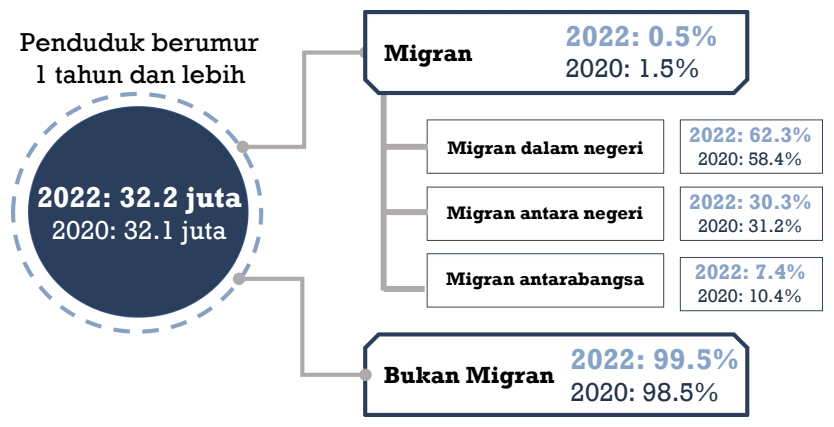 Penduduk berumur
1 tahun dan lebih
2022: 32.2 juta
2020: 32.1 juta
Migran
2022: 0.5%
2020: 1.5%
Migran dalam negeri
2022: 62.3%
2020: 58.4%
Migran antara negeri
2022: 30.3%
2020: 31.2%
Migran antarabangsa
2022: 7.4%
2020: 10.4%
Bukan Migran
2022: 99.5%
2020: 98.5%